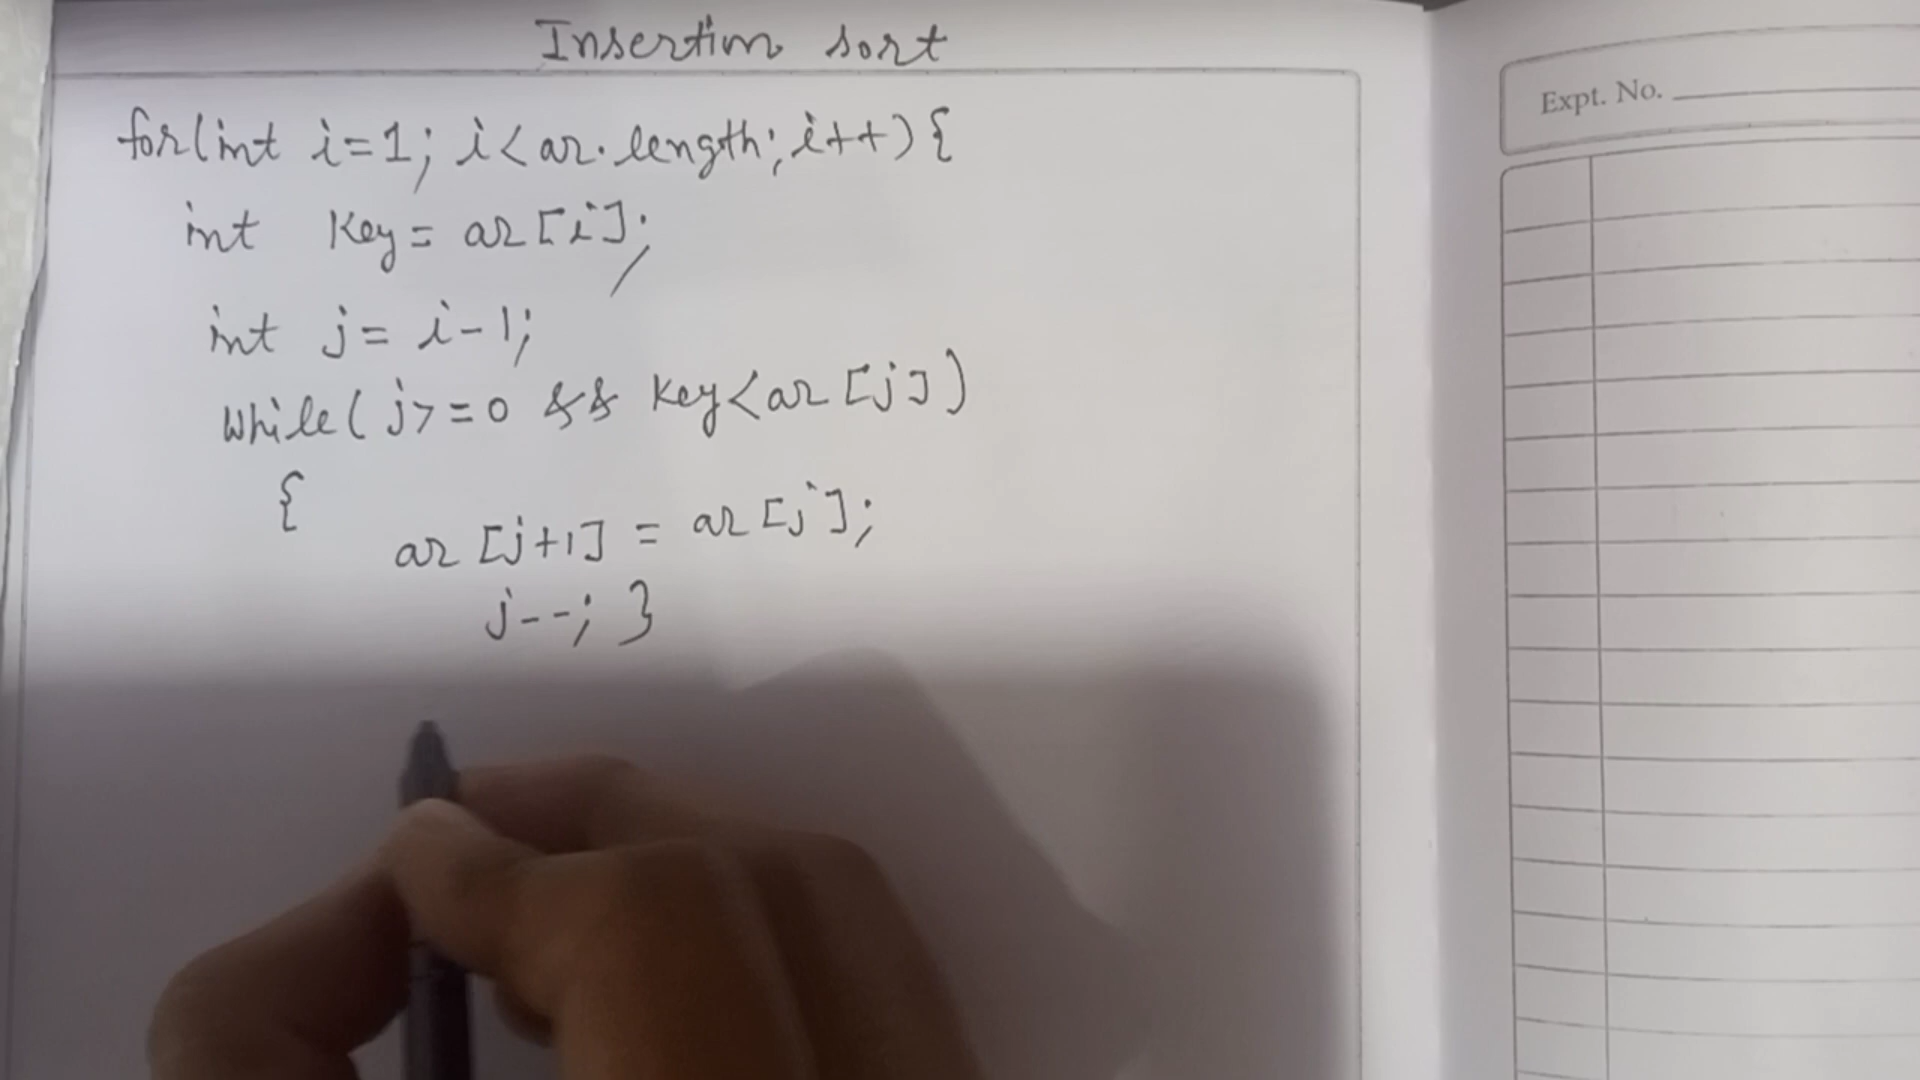 Insertion sort
Expt. No.
for(int i=1; i<ar.length; i++){
int key= ar[i];
int j= i-1;
while(j>=0 && key<ar[j])
{
ar[j+1] = ar[j];
j--; }